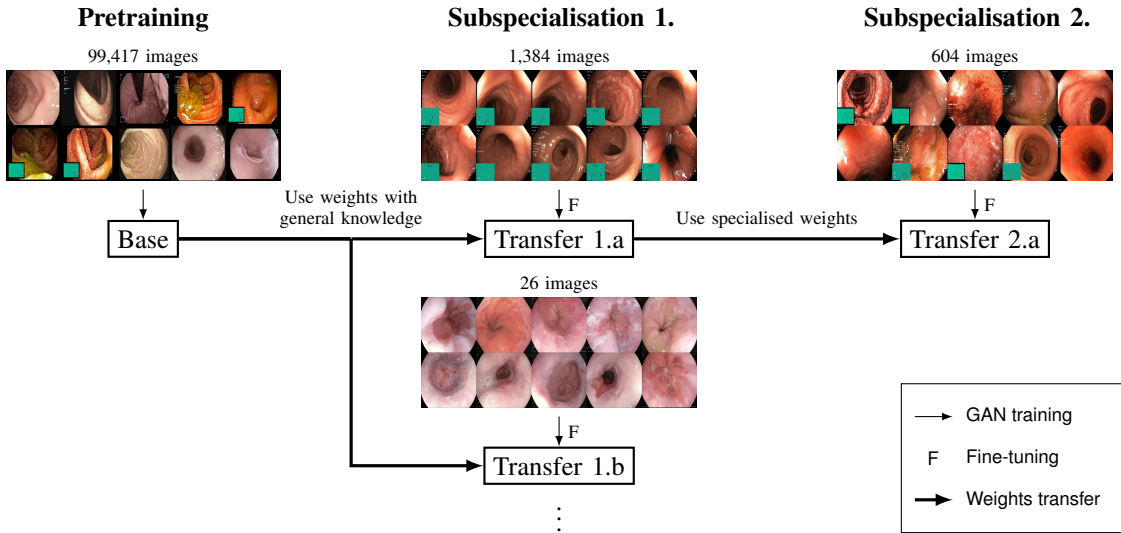 Pretraining
Subspecialisation 1.
Subspecialisation 2.
99,417 images
1,384 images
604 images
Use weights with
general knowledge
F
Use specialised weights
F
Base
Transfer 1.a
Transfer 2.a
26 images
F
Transfer 1.b
GAN training
F Fine-tuning
Weights transfer